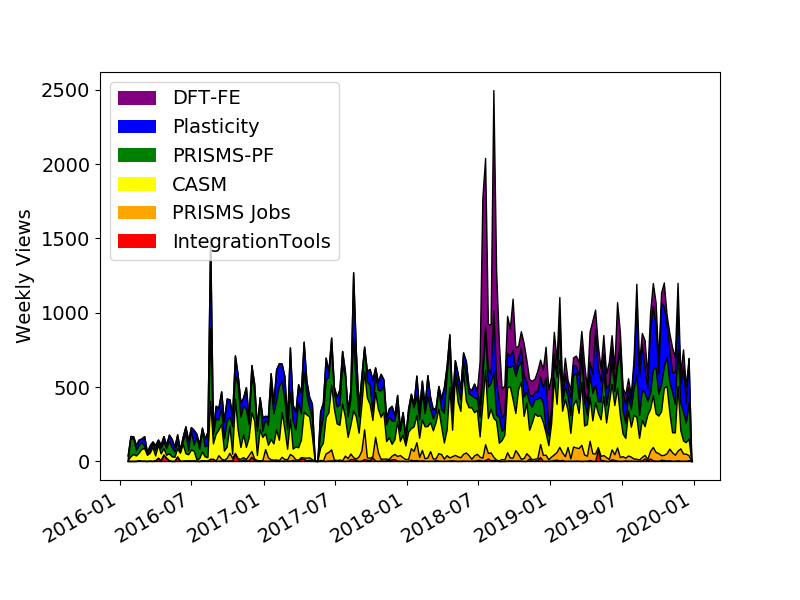 2500
2000
1500
1000
500
0
Weekly Views
DFT-FE
Plasticity
PRISMS-PF
CASM
PRISMS Jobs
IntegrationTools
2016-01
2016-07
2017-01
2017-07
2018-01
2018-07
2019-01
2019-07
2020-01